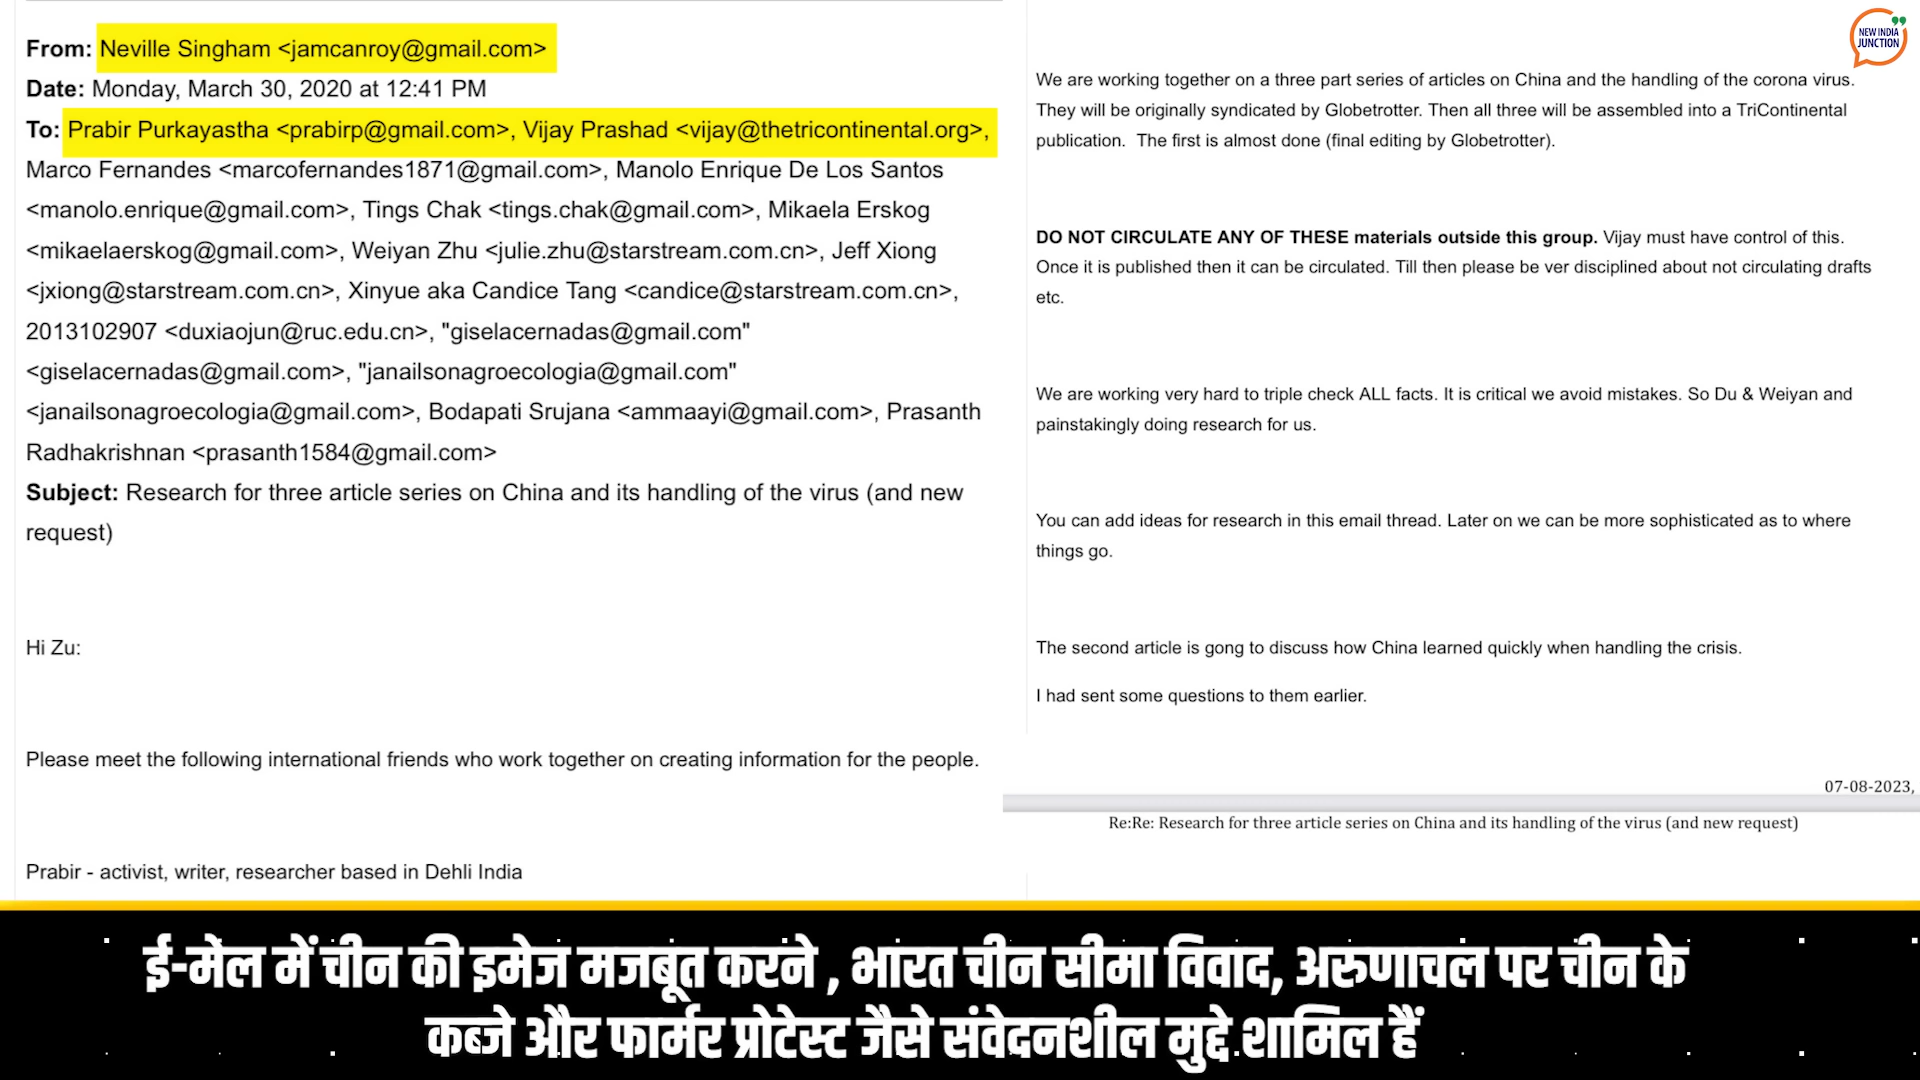 From: Neville Singham <jamcanroy@gmail.com>
Date: Monday, March 30, 2020 at 12:41 PM
To: Prabir Purkayastha <prabirp@gmail.com>, Vijay Prashad <vijay@thetricontinental.org>,
Marco Fernandes <marcofernandes1871@gmail.com>, Manolo Enrique De Los Santos
<manolo.enrique@gmail.com>, Tings Chak <tings.chak@gmail.com>, Mikaela Erskog
<mikaelaerskog@gmail.com>, Weiyan Zhu <julie.zhu@starstream.com.cn>, Jeff Xiong
<jxiong@starstream.com.cn>, Xinyue aka Candice Tang <candice@starstream.com.cn>,
2013102907 <duxiaojun@ruc.edu.cn>, "giselacernadas@gmail.com"
<giselacernadas@gmail.com>, "janailsonagroecologia@gmail.com"
<janailsonagroecologia@gmail.com>, Bodapati Srujana <ammaayi@gmail.com>, Prasanth
Radhakrishnan <prasanth1584@gmail.com>
Subject: Research for three article series on China and its handling of the virus (and new
request)
Hi Zu:
Please meet the following international friends who work together on creating information for the people.
Prabir - activist, writer, researcher based in Dehli India
NEW INDIA
JUNCTION
We are working together on a three part series of articles on China and the handling of the corona virus.
They will be originally syndicated by Globetrotter. Then all three will be assembled into a TriContinental
publication.  The first is almost done (final editing by Globetrotter).
DO NOT CIRCULATE ANY OF THESE materials outside this group. Vijay must have control of this.
Once it is published then it can be circulated. Till then please be ver disciplined about not circulating drafts
etc.
We are working very hard to triple check ALL facts. It is critical we avoid mistakes. So Du & Weiyan and
painstakingly doing research for us.
You can add ideas for research in this email thread. Later on we can be more sophisticated as to where
things go.
The second article is gong to discuss how China learned quickly when handling the crisis.
I had sent some questions to them earlier.
07-08-2023,
Re:Re: Research for three article series on China and its handling of the virus (and new request)
ई-मेल में चीन की इमेज मजबूत करने , भारत चीन सीमा विवाद, अरुणाचल पर चीन के
कब्जे और फार्मर प्रोटेस्ट जैसे संवेदनशील मुद्दे शामिल हैं